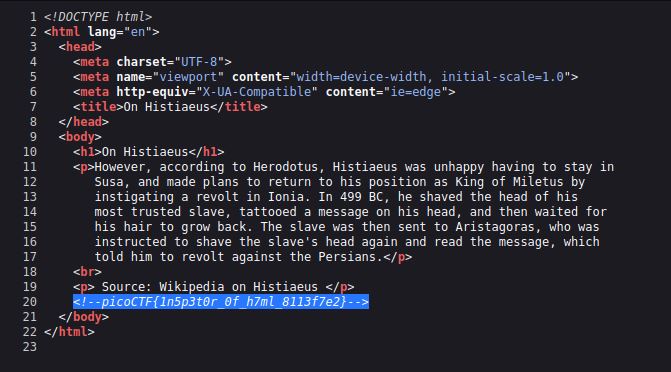 1 <!DOCTYPE html>
2 <html lang="en">
3 <head>
4 <meta charset="UTF-8">
5 <meta name="viewport" content="width=device-width, initial-scale=1.0">
6 <meta http-equiv="X-UA-Compatible" content="ie=edge">
7 <title>On Histiaeus</title>
8 </head>
9 <body>
10 <h1>On Histiaeus</h1>
11 <p>However, according to Herodotus, Histiaeus was unhappy having to stay in
12 Susa, and made plans to return to his position as King of Miletus by
13 instigating a revolt in Ionia. In 499 BC, he shaved the head of his
14 most trusted slave, tattooed a message on his head, and then waited for
15 his hair to grow back. The slave was then sent to Aristagoras, who was
16 instructed to shave the slave's head again and read the message, which
17 told him to revolt against the Persians.</p>
18 <br>
19 <p> Source: Wikipedia on Histiaeus </p>
20 <!--picoCTF{1n5p3t0r_0f_h7ml_8113f7e2}-->
21 </body>
22 </html>
23